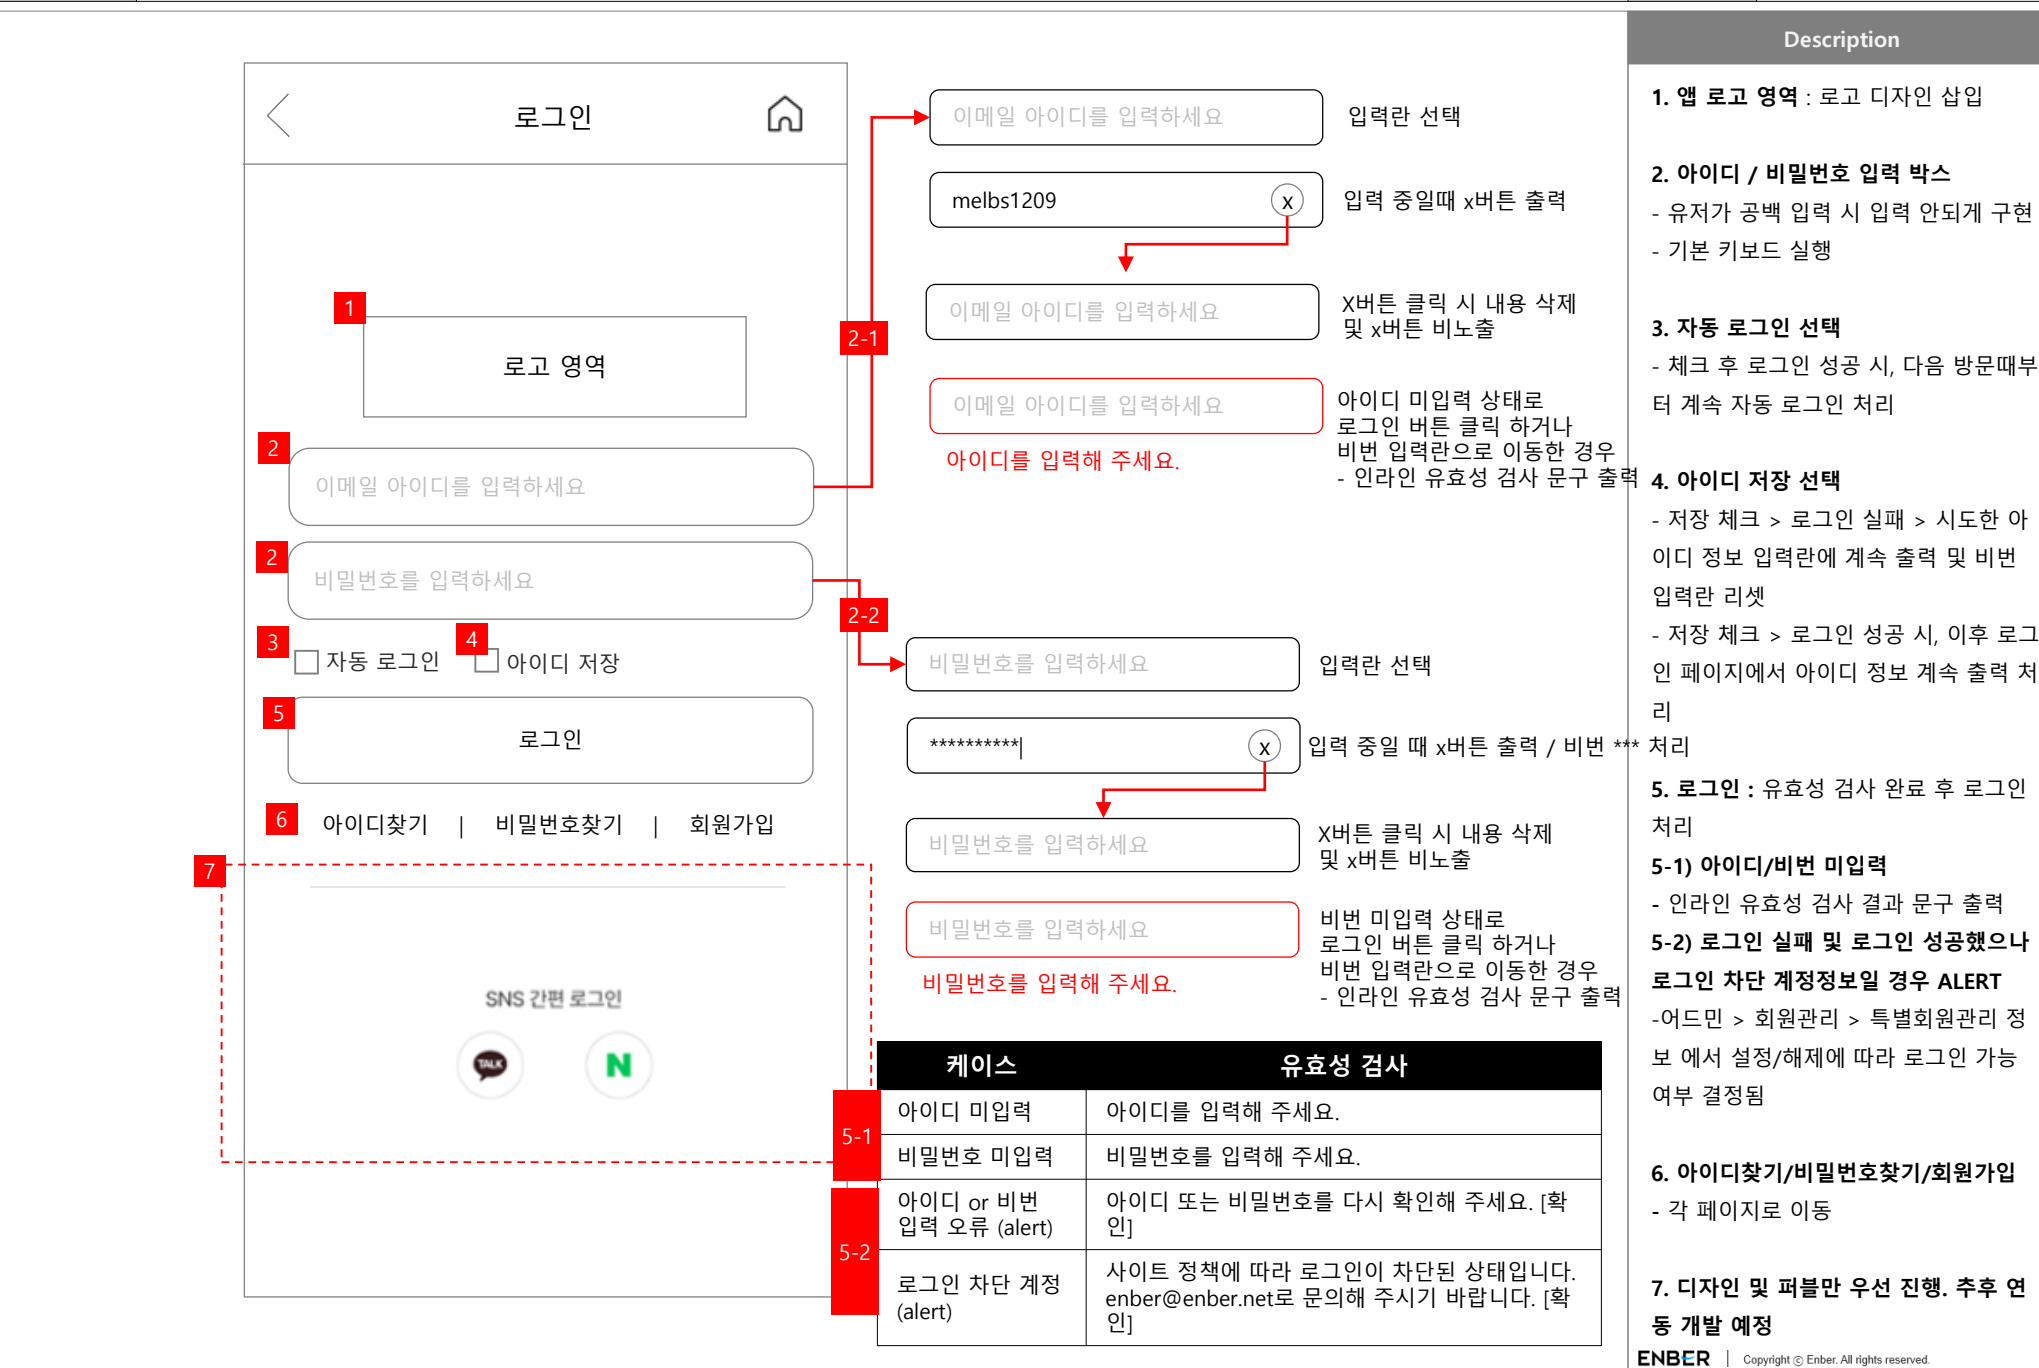 로그인
1
로고 영역
2
이메일 아이디를 입력하세요
2
비밀번호를 입력하세요
3
자동 로그인
4
아이디 저장
5
로그인
6
아이디찾기 | 비밀번호찾기 | 회원가입
7
SNS 간편 로그인
TALK
N
2-1
이메일 아이디를 입력하세요
입력란 선택
melbs1209
x
입력 중일때 x버튼 출력
이메일 아이디를 입력하세요
X버튼 클릭 시 내용 삭제
및 x버튼 비노출
이메일 아이디를 입력하세요
아이디를 입력해 주세요.
아이디 미입력 상태로
로그인 버튼 클릭 하거나
비번 입력란으로 이동한 경우
- 인라인 유효성 검사 문구 출력
2-2
비밀번호를 입력하세요
입력란 선택
**********|
x
입력 중일 때 x버튼 출력 / 비번 *** 처리
비밀번호를 입력하세요
X버튼 클릭 시 내용 삭제
및 x버튼 비노출
비밀번호를 입력하세요
비밀번호를 입력해 주세요.
비번 미입력 상태로
로그인 버튼 클릭 하거나
비번 입력란으로 이동한 경우
- 인라인 유효성 검사 문구 출력
케이스 유효성 검사
5-1
아이디 미입력 아이디를 입력해 주세요.
비밀번호 미입력 비밀번호를 입력해 주세요.
5-2
아이디 or 비번
입력 오류 (alert)
아이디 또는 비밀번호를 다시 확인해 주세요. [확
인]
로그인 차단 계정
(alert)
사이트 정책에 따라 로그인이 차단된 상태입니다.
enber@enber.net로 문의해 주시기 바랍니다. [확
인]
Description
1. 앱 로고 영역 : 로고 디자인 삽입
2. 아이디 / 비밀번호 입력 박스
- 유저가 공백 입력 시 입력 안되게 구현
- 기본 키보드 실행
3. 자동 로그인 선택
- 체크 후 로그인 성공 시, 다음 방문때부
터 계속 자동 로그인 처리
4. 아이디 저장 선택
- 저장 체크 > 로그인 실패 > 시도한 아
이디 정보 입력란에 계속 출력 및 비번
입력란 리셋
- 저장 체크 > 로그인 성공 시, 이후 로그
인 페이지에서 아이디 정보 계속 출력 처
리
5. 로그인 : 유효성 검사 완료 후 로그인
처리
5-1) 아이디/비번 미입력
- 인라인 유효성 검사 결과 문구 출력
5-2) 로그인 실패 및 로그인 성공했으나
로그인 차단 계정정보일 경우 ALERT
-어드민 > 회원관리 > 특별회원관리 정
보 에서 설정/해제에 따라 로그인 가능
여부 결정됨
6. 아이디찾기/비밀번호찾기/회원가입
- 각 페이지로 이동
7. 디자인 및 퍼블만 우선 진행. 추후 연
동 개발 예정
ENBER | Copyright ⓒ Enber. All rights reserved.